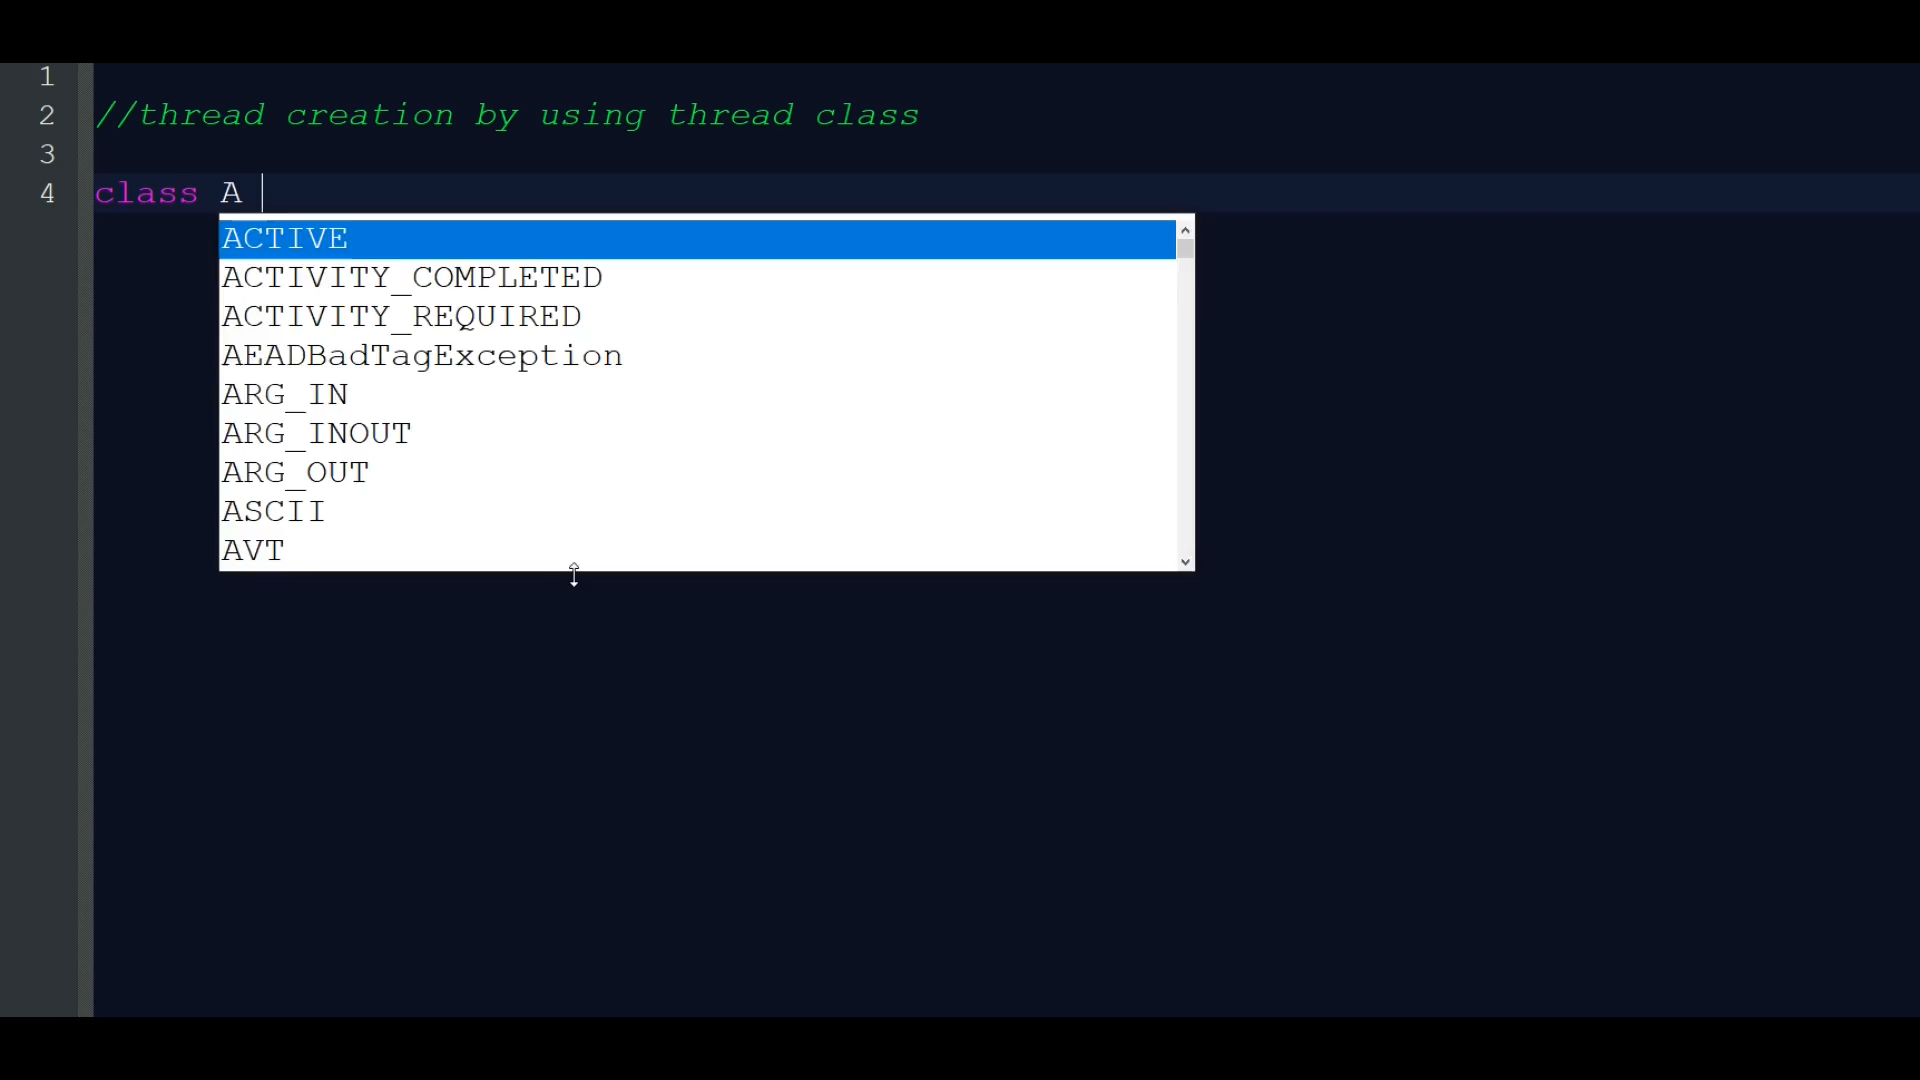 1
2 //thread creation by using thread class
3
4 class A
ACTIVE
ACTIVITY_COMPLETED
ACTIVITY_REQUIRED
AEADBadTagException
ARG_IN
ARG_INOUT
ARG_OUT
ASCII
AVT